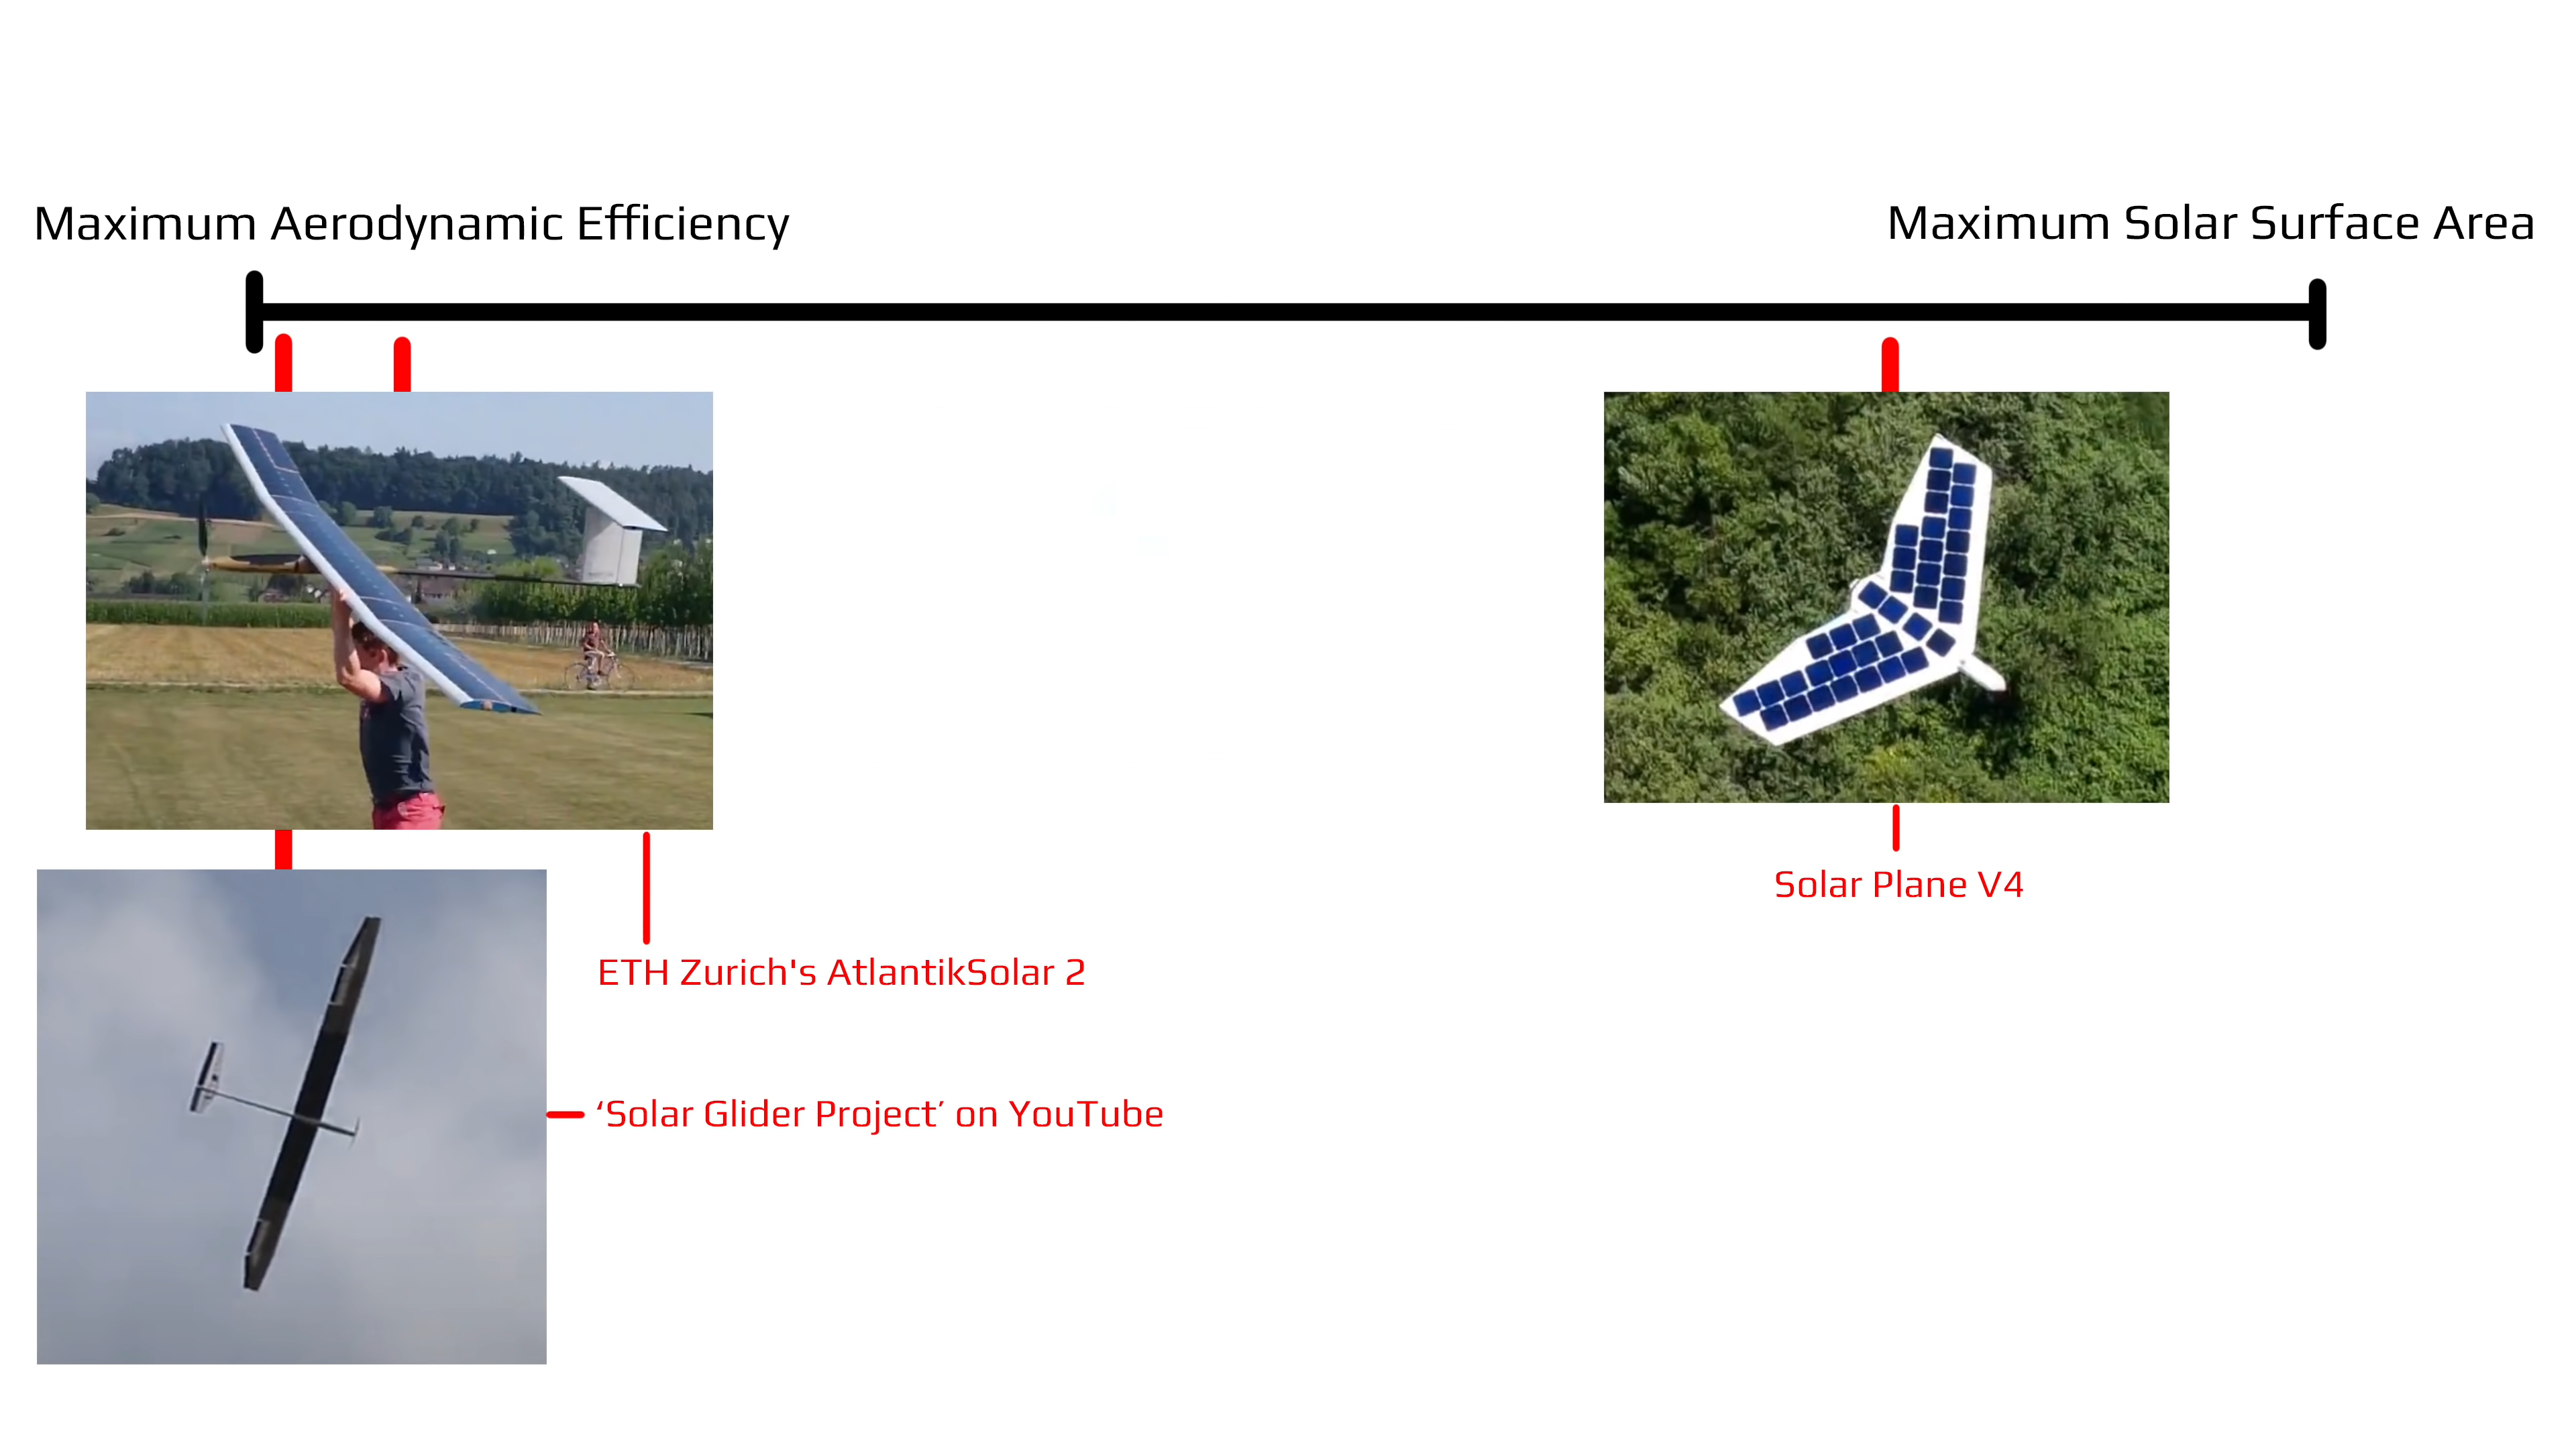 Maximum Aerodynamic Efficiency
Maximum Solar Surface Area
Solar Plane V4
ETH Zurich's AtlantikSolar 2
‘Solar Glider Project’ on YouTube